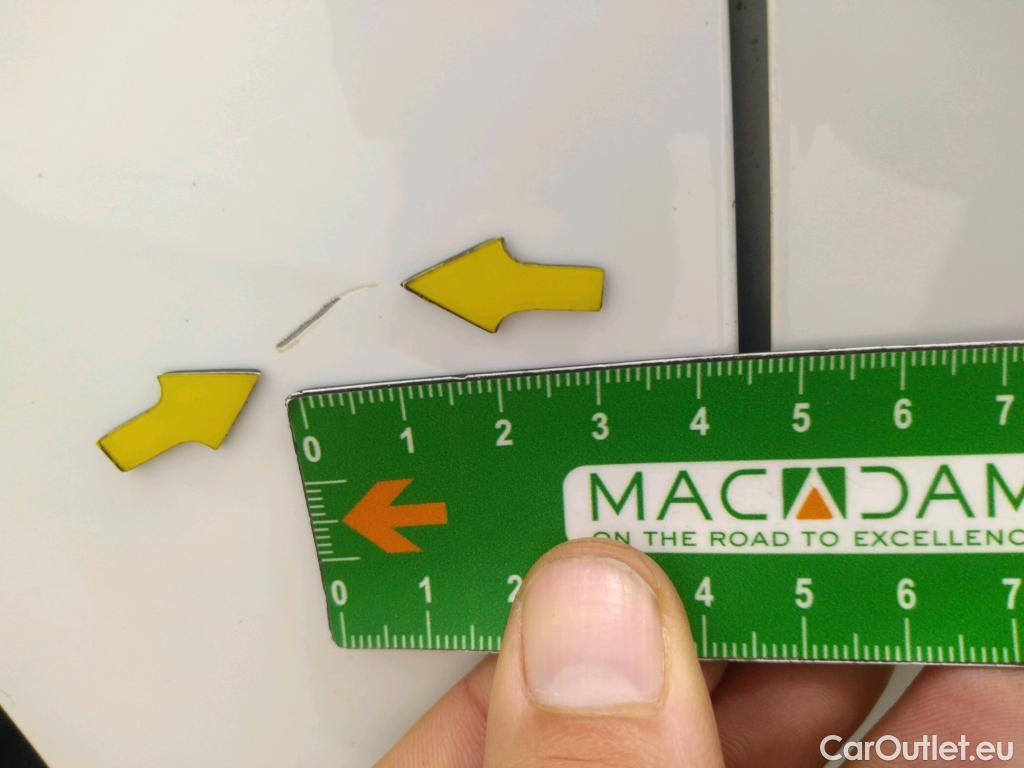 0 1 2 3 4 5 6 7
MACADAM
ON THE ROAD TO EXCELLENC
0 1 2 4 5 6 7
CarOutlet.eu